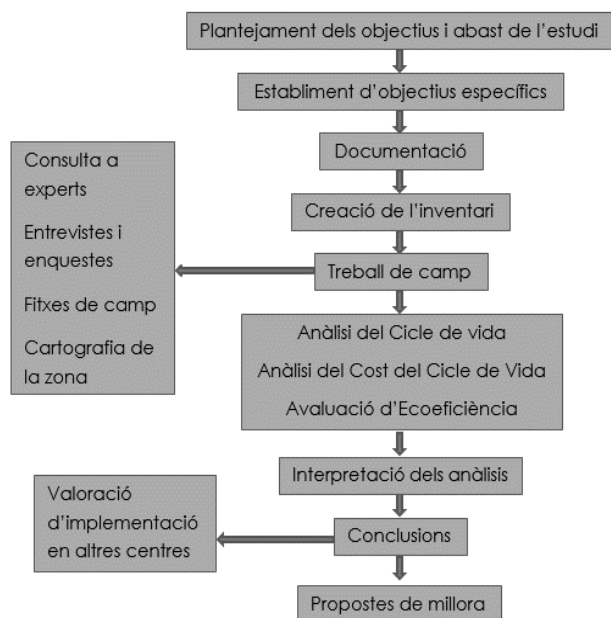 Plantejament dels objectius i abast de l’estudi
Establiment d’objectius específics
Documentació
Creació de l’inventari
Treball de camp
Consulta a
experts
Entrevistes i
enquestes
Fitxes de camp
Cartografia de
la zona
Anàlisi del Cicle de vida
Anàlisi del Cost del Cicle de Vida
Avaluació d’Ecoeficiència
Interpretació dels anàlisis
Conclusions
Valoració
d’implementació
en altres centres
Propostes de millora